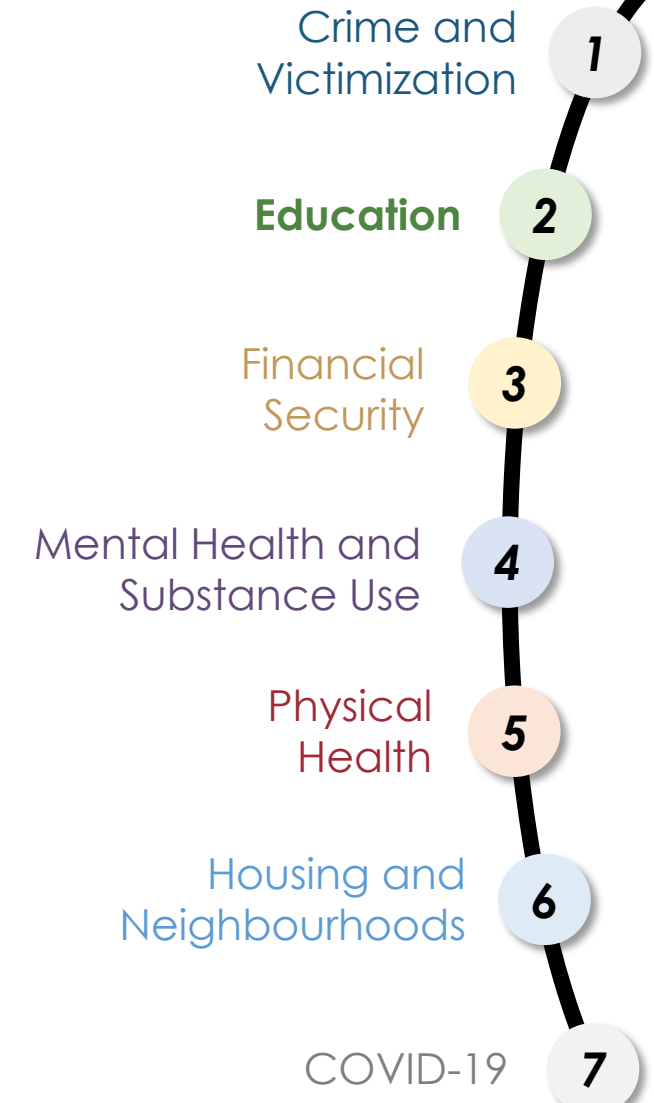 Crime and
Victimization
1
Education
2
Financial
Security
3
Mental Health and
Substance Use
4
Physical
Health
5
Housing and
Neighbourhoods
6
COVID-19
7